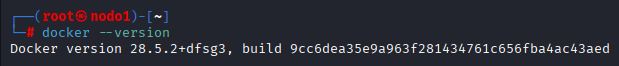 ┌──(root㉿nodo1)-[~]
└─# docker --version
Docker version 28.5.2+dfsg3, build 9cc6dea35e9a963f281434761c656fba4ac43aed